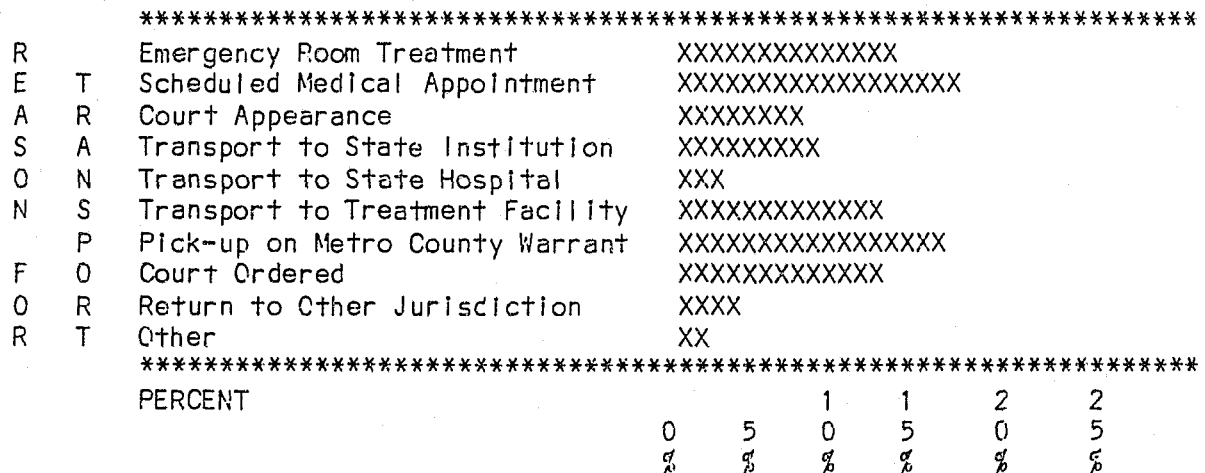 *******************************************************************
R Emergency Room Treatment XXXXXXXXXXXXXX
E T Scheduled Medical Appointment XXXXXXXXXXXXXXXXXX
A R Court Appearance XXXXXXXX
S A Transport to State Institution XXXXXXXXX
O N Transport to State Hospital XXX
N S Transport to Treatment Facility XXXXXXXXXXXXX
P Pick-up on Metro County Warrant XXXXXXXXXXXXXXXXX
F O Court Ordered XXXXXXXXXXXXX
O R Return to Other Jurisdiction XXXX
R T Other XX
*******************************************************************
PERCENT 1 1 2 2
0 5 0 5 0 5
% % % % % %